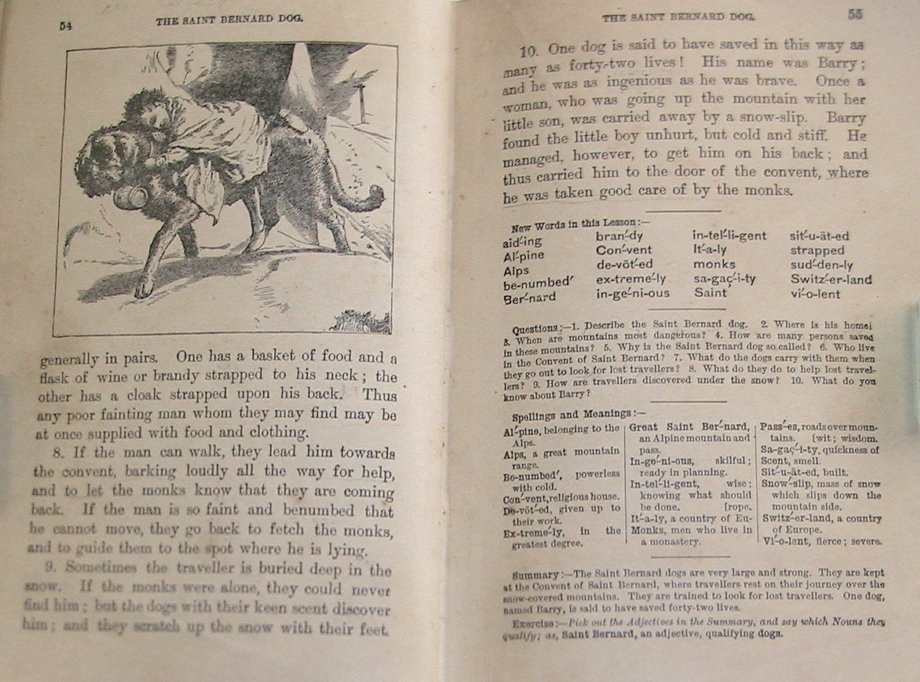 54
THE SAINT BERNARD DOG.
generally in pairs. One has a basket of food and a
flask of wine or brandy strapped to his neck; the
other has a cloak strapped upon his back. Thus
any poor fainting man whom they may find may be
at once supplied with food and clothing.
8. If the man can walk, they lead him towards
the convent, barking loudly all the way for help,
and to let the monks know that they are coming
back. If the man is so faint and benumbed that
he cannot move, they go back to fetch the monks,
and to guide them to the spot where he is lying.
9. Sometimes the traveller is buried deep in the
snow. If the monks were alone, they could never
find him; but the dogs with their keen scent discover
him; and they scratch up the snow with their feet.
THE SAINT BERNARD DOG.
55
10. One dog is said to have saved in this way as
many as forty-two lives! His name was Barry;
and he was as ingenious as he was brave. Once a
woman, who was going up the mountain with her
little son, was carried away by a snow-slip. Barry
found the little boy unhurt, but cold and stiff. He
managed, however, to get him on his back; and
thus carried him to the door of the convent, where
he was taken good care of by the monks.
New Words in this Lesson:—
aid´-ing bran´-dy in-tel´-li-gent sit´-u-āt-ed
Al´-pine Con´-vent It´-a-ly strapped
Alps de-vōt´-ed monks sud´-den-ly
be-numbed´ ex-treme´-ly sa-gaç´-i-ty Switz´-er-land
Ber´-nard in-ge´-ni-ous Saint vi´-o-lent
Questions:—1. Describe the Saint Bernard dog. 2. Where is his home?
3. When are mountains most dangerous? 4. How are many persons saved
in these mountains? 5. Why is the Saint Bernard so called? 6. Who live
in the Convent of Saint Bernard? 7. What do the dogs carry with them when
they go out to look for lost travellers? 8. What do they do to help lost travel-
lers? 9. How are travellers discovered under the snow? 10. What do you
know about Barry?
Spellings and Meanings:—
Al´-pine, belonging to the
Alps.
Alps, a great mountain
range.
Be-numbed´, powerless
with cold.
Con´-vent, religious house.
De-vōt´-ed, given up to
their work.
Ex-treme´-ly, in the
greatest degree.
Great Saint Ber´-nard,
an Alpine mountain and
pass.
In-ge´-ni-ous, skilful;
ready in planning.
In-tel´-li-gent, wise;
knowing what should
be done. [rope.
It´-a-ly, a country of Eu-
Monks, men who live in
a monastery.
Pass´-es, roads over moun-
tains. [wit; wisdom.
Sa-gaç´-i-ty, quickness of
Scent, smell.
Sit´-u-āt-ed, built.
Snow´-slip, mass of snow
which slips down the
mountain side.
Switz´-er-land, a country
of Europe.
Vi´-o-lent, fierce; severe.
Summary:—The Saint Bernard dogs are very large and strong. They are kept
at the Convent of Saint Bernard, where travellers rest on their journey over the
snow-covered mountains. They are trained to look for lost travellers. One dog,
named Barry, is said to have saved forty-two lives.
Exercise:—Pick out the Adjectives in the Summary, and say which Nouns they
qualify; as, Saint Bernard, an adjective, qualifying dogs.